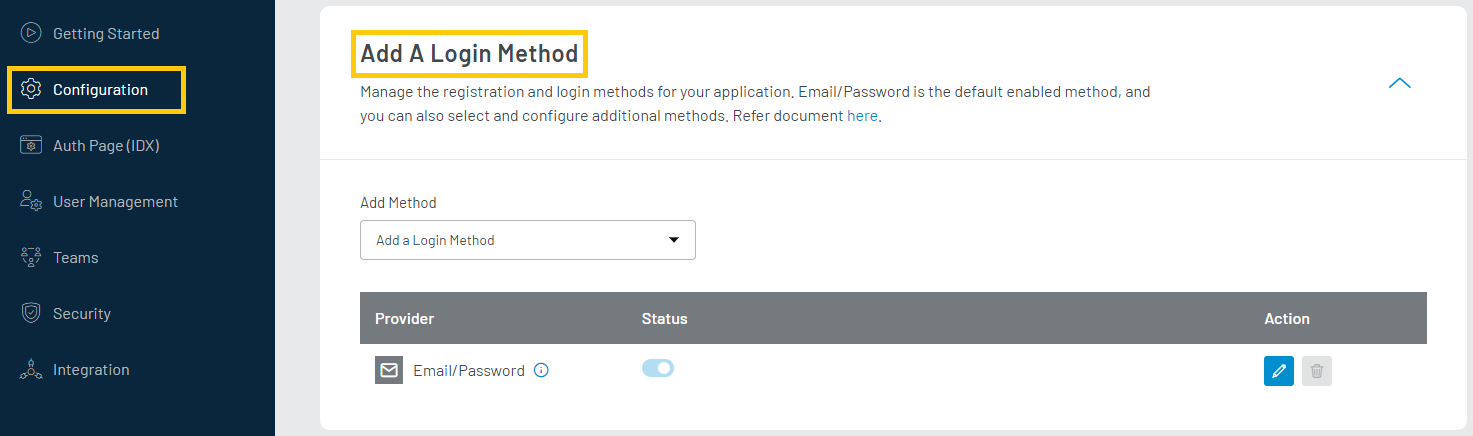 Getting Started
Configuration
Auth Page (IDX)
User Management
Teams
Security
Integration
Add A Login Method
Manage the registration and login methods for your application. Email/Password is the default enabled method, and
you can also select and configure additional methods. Refer document here.
Add Method
Add a Login Method
Provider Status Action
Email/Password